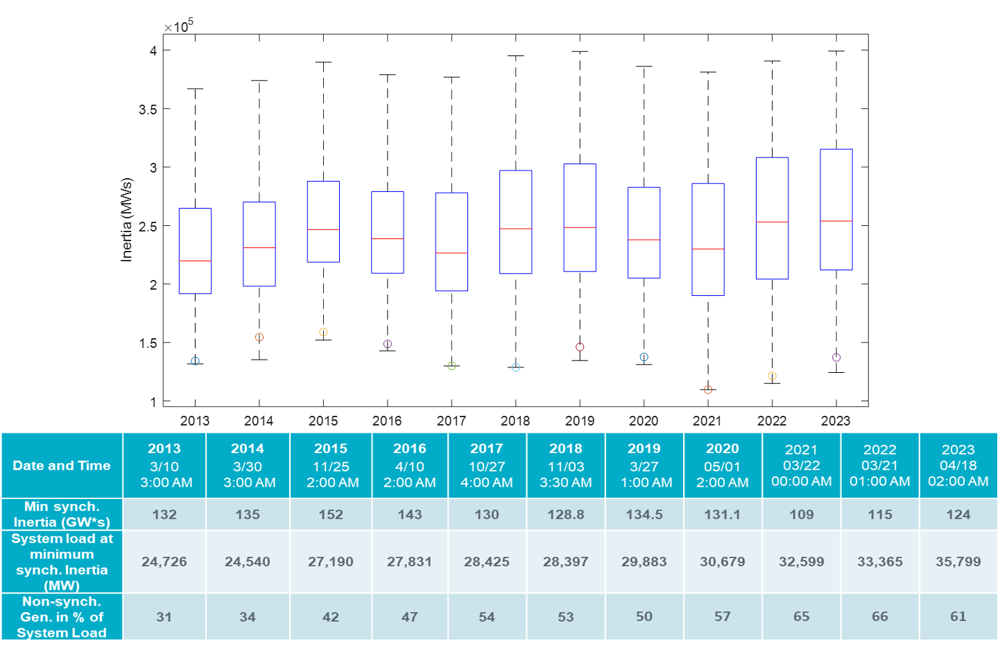 ×10⁵
4
3.5
3
2.5
2
1.5
1
Inertia (MWs)
2013 2014 2015 2016 2017 2018 2019 2020 2021 2022 2023
Date and Time
2013 3/10 3:00 AM
2014 3/30 3:00 AM
2015 11/25 2:00 AM
2016 4/10 2:00 AM
2017 10/27 4:00 AM
2018 11/03 3:30 AM
2019 3/27 1:00 AM
2020 05/01 2:00 AM
2021 03/22 00:00 AM
2022 03/21 01:00 AM
2023 04/18 02:00 AM
Min synch.
Inertia (GW*s)
132 135 152 143 130 128.8 134.5 131.1 109 115 124
System load at
minimum
synch. Inertia
(MW)
24,726 24,540 27,190 27,831 28,425 28,397 29,883 30,679 32,599 33,365 35,799
Non-synch.
Gen. in % of
System Load
31 34 42 47 54 53 50 57 65 66 61